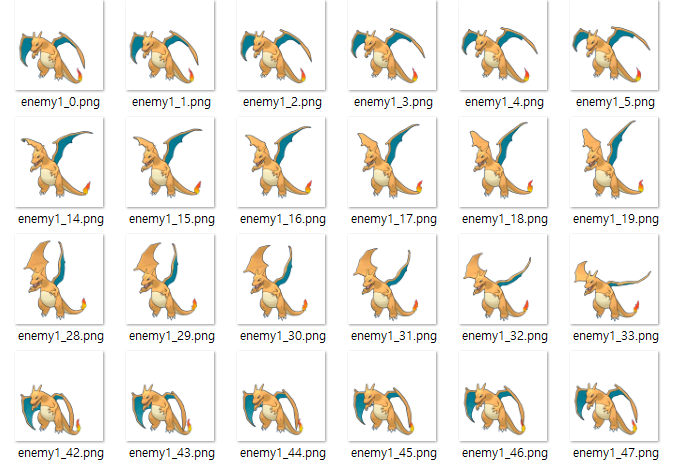 enemy1_0.png enemy1_1.png enemy1_2.png enemy1_3.png enemy1_4.png enemy1_5.png
enemy1_14.png enemy1_15.png enemy1_16.png enemy1_17.png enemy1_18.png enemy1_19.png
enemy1_28.png enemy1_29.png enemy1_30.png enemy1_31.png enemy1_32.png enemy1_33.png
enemy1_42.png enemy1_43.png enemy1_44.png enemy1_45.png enemy1_46.png enemy1_47.png